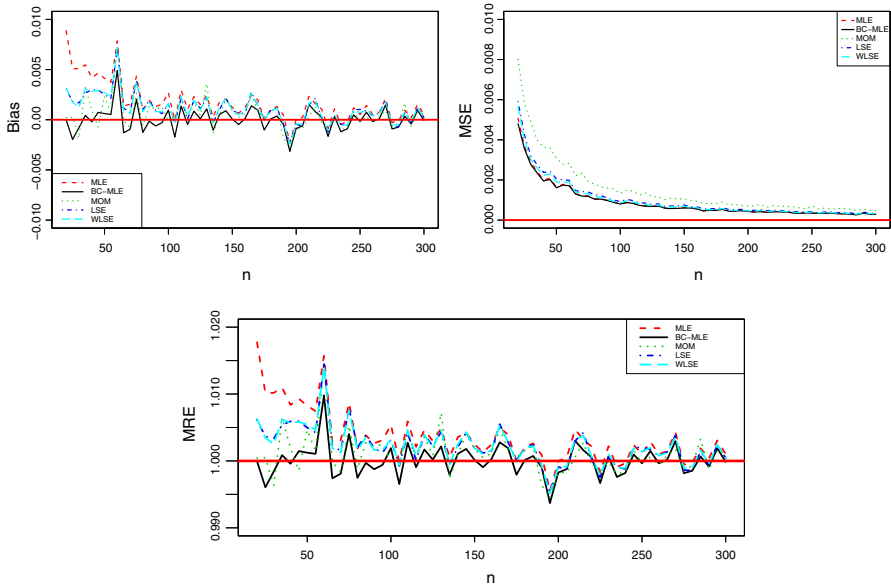 Bias
0.010
0.005
0.00
−0.005
−0.010
MLE
BC−MLE
MOM
LSE
WLSE
50
100
150
200
250
300
n
MSE
0.010
0.008
0.006
0.004
0.002
0.000
MLE
BC−MLE
MOM
LSE
WLSE
50
100
150
200
250
300
n
MRE
1.020
1.010
1.000
0.990
MLE
BC−MLE
MOM
LSE
WLSE
50
100
150
200
250
300
n